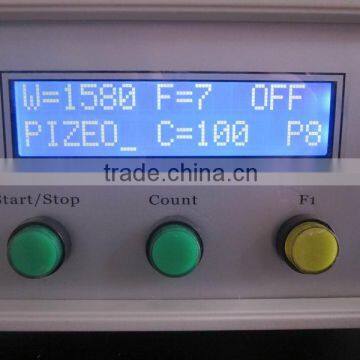 W=1580 F=7 OFF
PIZEO_ C=100 P8
trade.china.cn
Start/Stop Count F1